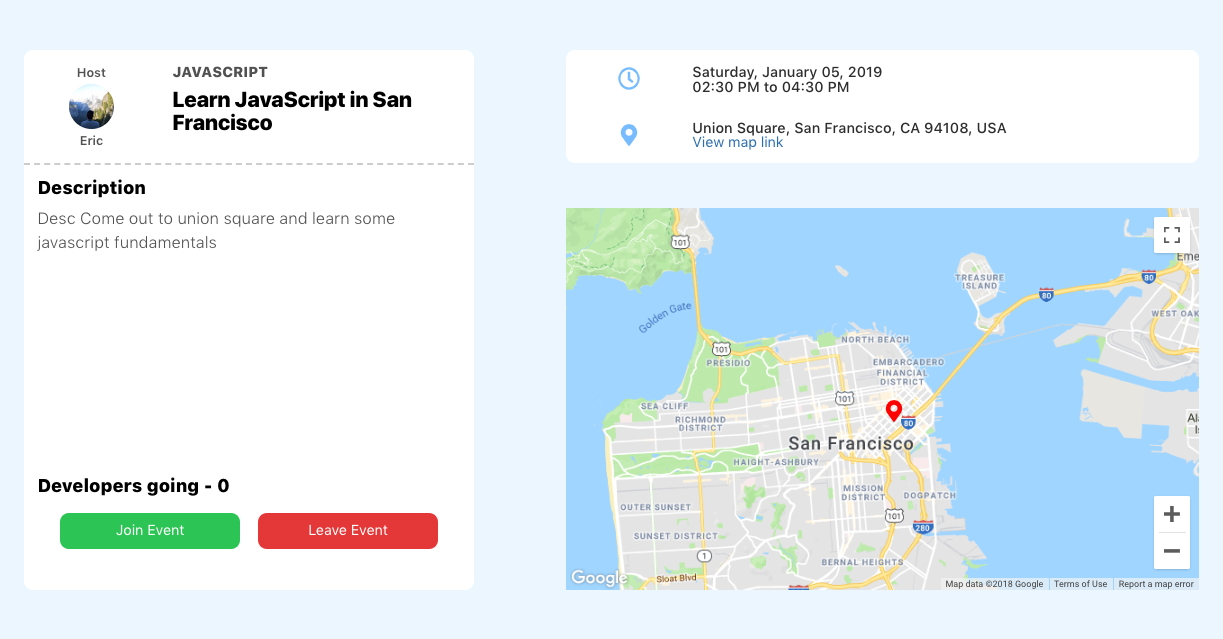 Host
Eric
JAVASCRIPT
Learn JavaScript in San
Francisco
Description
Desc Come out to union square and learn some
javascript fundamentals
Developers going - 0
Join Event
Leave Event
Saturday, January 05, 2019
02:30 PM to 04:30 PM
Union Square, San Francisco, CA 94108, USA
View map link
101
Eme
TREASURE
ISLAND
80
80
Golden Gate
WEST OAK
NORTH BEACH
101
PRESIDIO
EMBARCADERO
FINANCIAL
DISTRICT
101
SEA CLIFF
RICHMOND
DISTRICT
80
Al
Is
San Francisco
HAIGHT-ASHBURY
MISSION
DISTRICT
DOGPATCH
OUTER SUNSET
101
280
SUNSET DISTRICT
1
BERNAL HEIGHTS
Sloat Blvd
Google
Map data ©2018 Google
Terms of Use
Report a map error